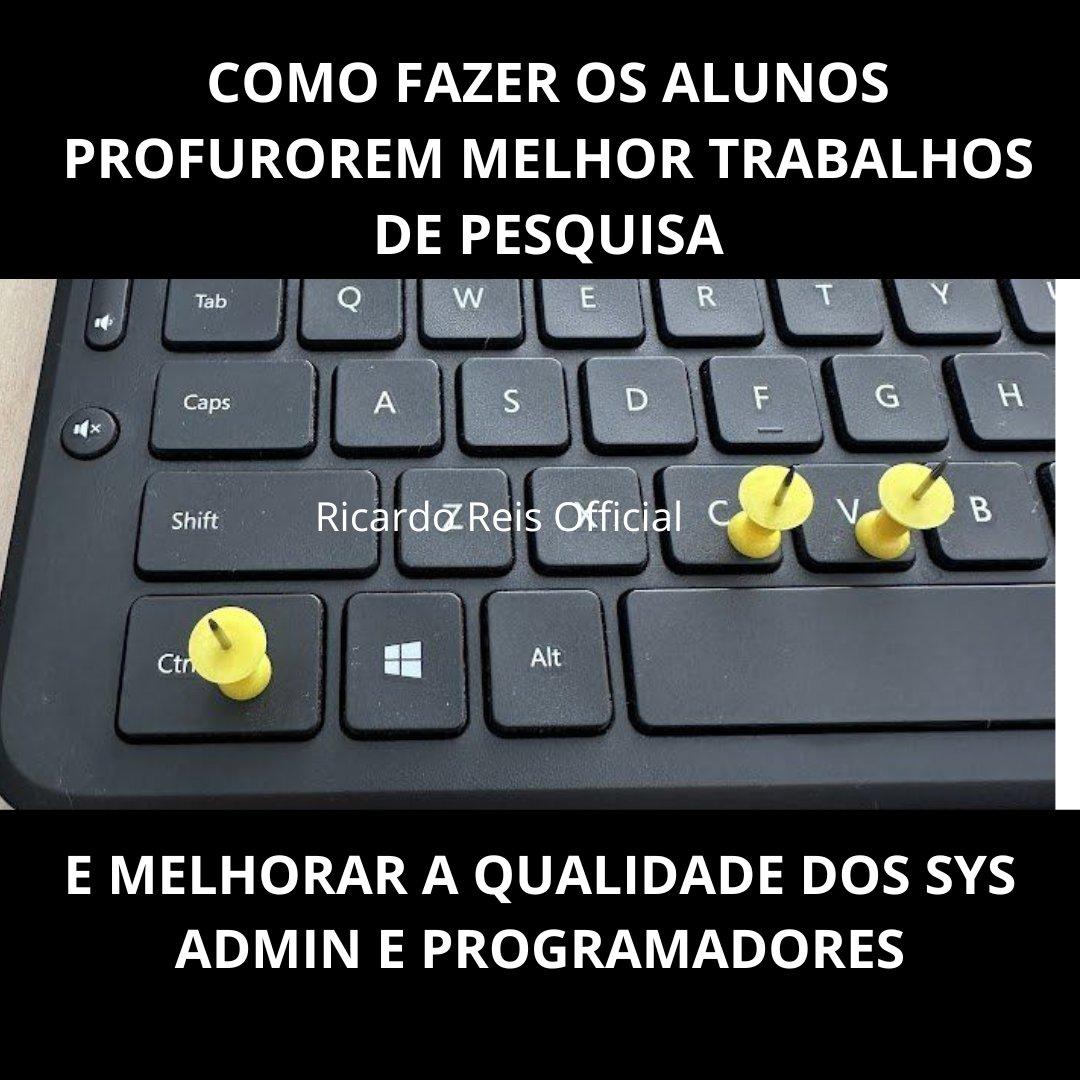 COMO FAZER OS ALUNOS
PROFUROREM MELHOR TRABALHOS
DE PESQUISA
Tab Q W E R T Y
Caps A S D F G H
Shift Z X C V B
Ricardo Reis Official
Ctr Alt
E MELHORAR A QUALIDADE DOS SYS
ADMIN E PROGRAMADORES